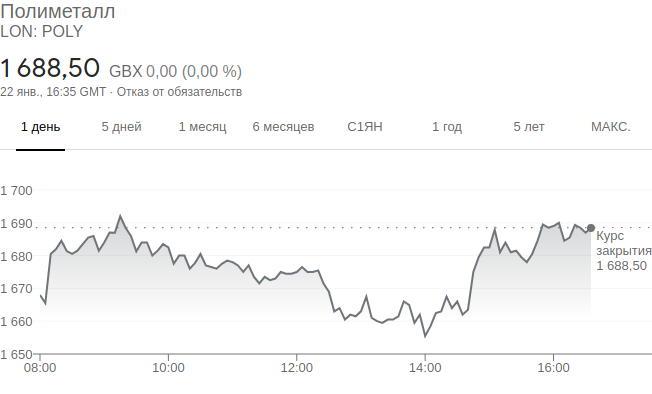 Полиметалл
LON: POLY
1 688,50 GBX 0,00 (0,00 %)
22 янв., 16:35 GMT · Отказ от обязательств
1 день 5 дней 1 месяц 6 месяцев С1ЯН 1 год 5 лет МАКС.
1 700
1 690
Курс
закрытия
1 688,50
1 680
1 670
1 660
1 650
08:00 10:00 12:00 14:00 16:00